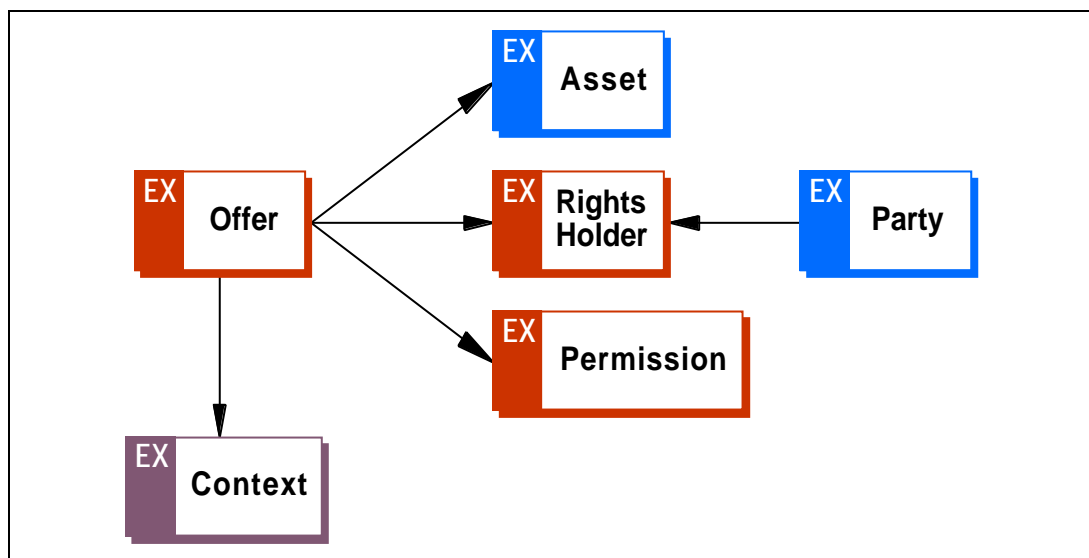 EX
Asset
EX
Offer
EX
Rights
Holder
EX
Party
EX
Permission
EX
Context